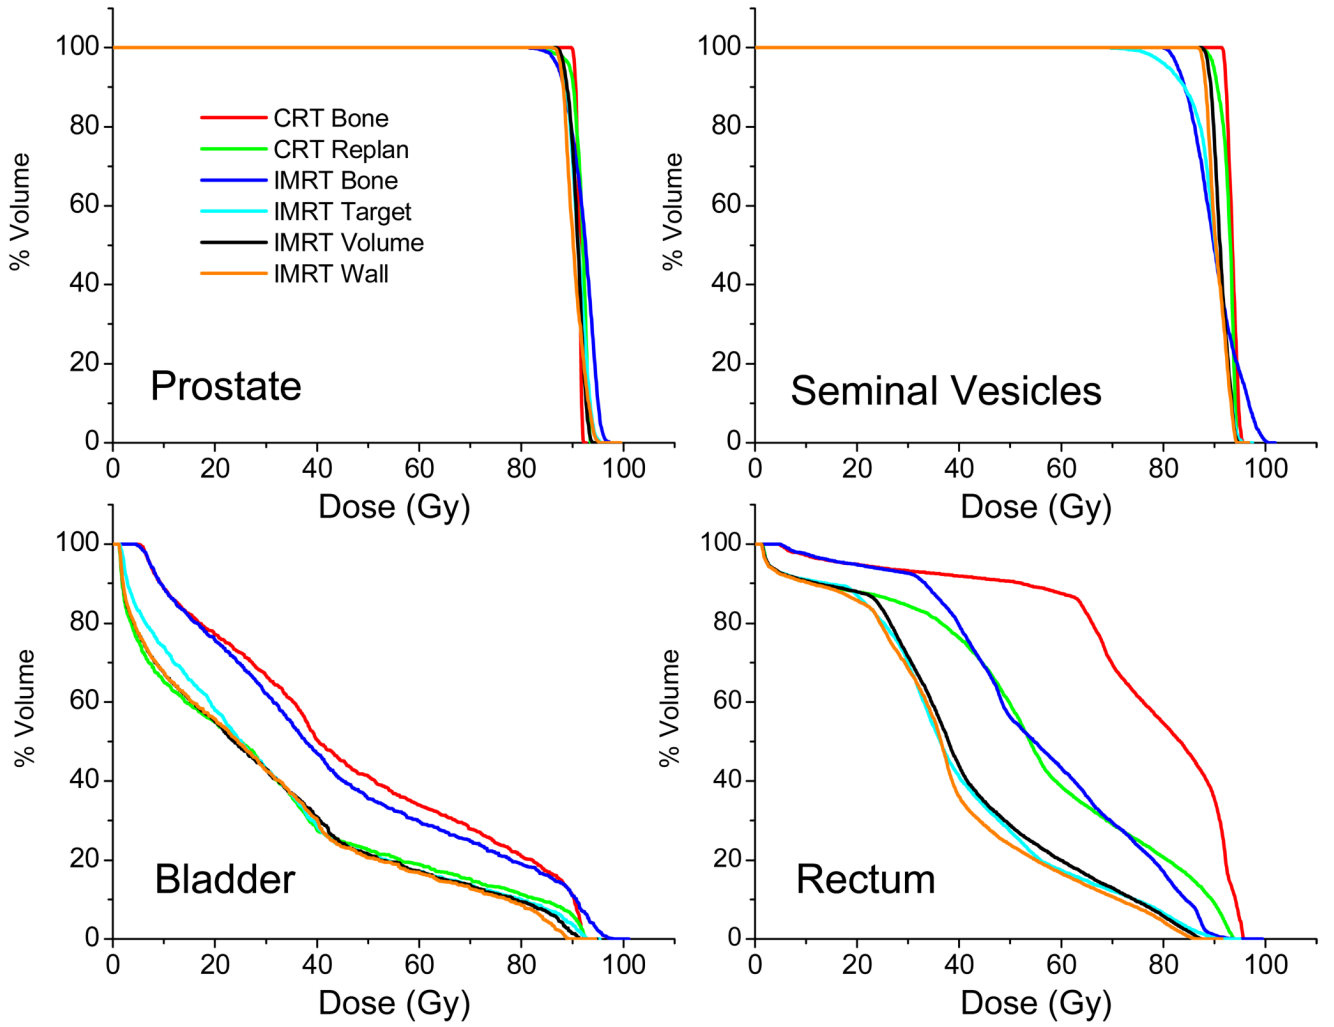 100
80
60
40
20
0
% Volume
CRT Bone
CRT Replan
IMRT Bone
IMRT Target
IMRT Volume
IMRT Wall
Prostate
0 20 40 60 80 100
Dose (Gy)
100
80
60
40
20
0
% Volume
Seminal Vesicles
0 20 40 60 80 100
Dose (Gy)
100
80
60
40
20
0
% Volume
Bladder
0 20 40 60 80 100
Dose (Gy)
100
80
60
40
20
0
% Volume
Rectum
0 20 40 60 80 100
Dose (Gy)